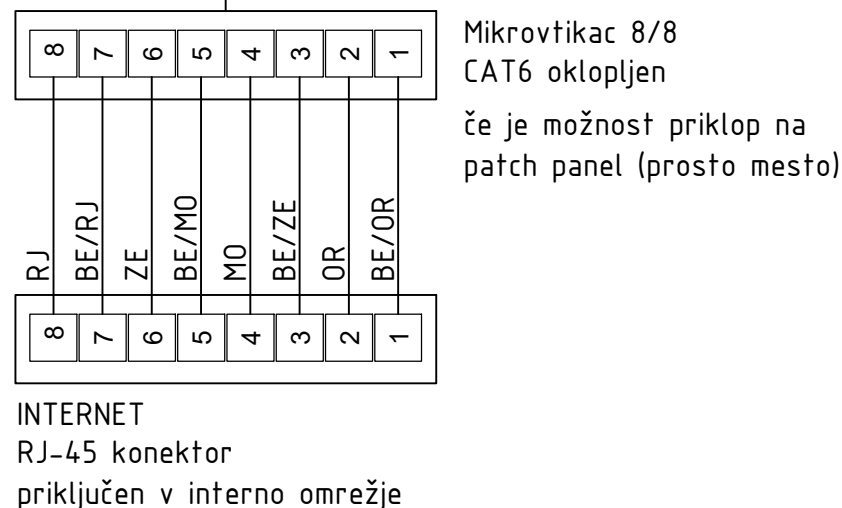 8 7 6 5 4 3 2 1
Mikrovtikac 8/8
CAT6 oklopljen
če je možnost priklop na
patch panel (prosto mesto)
RJ BE/RJ ZE BE/MO MO BE/ZE OR BE/OR
8 7 6 5 4 3 2 1
INTERNET
RJ-45 konektor
priključen v interno omrežje